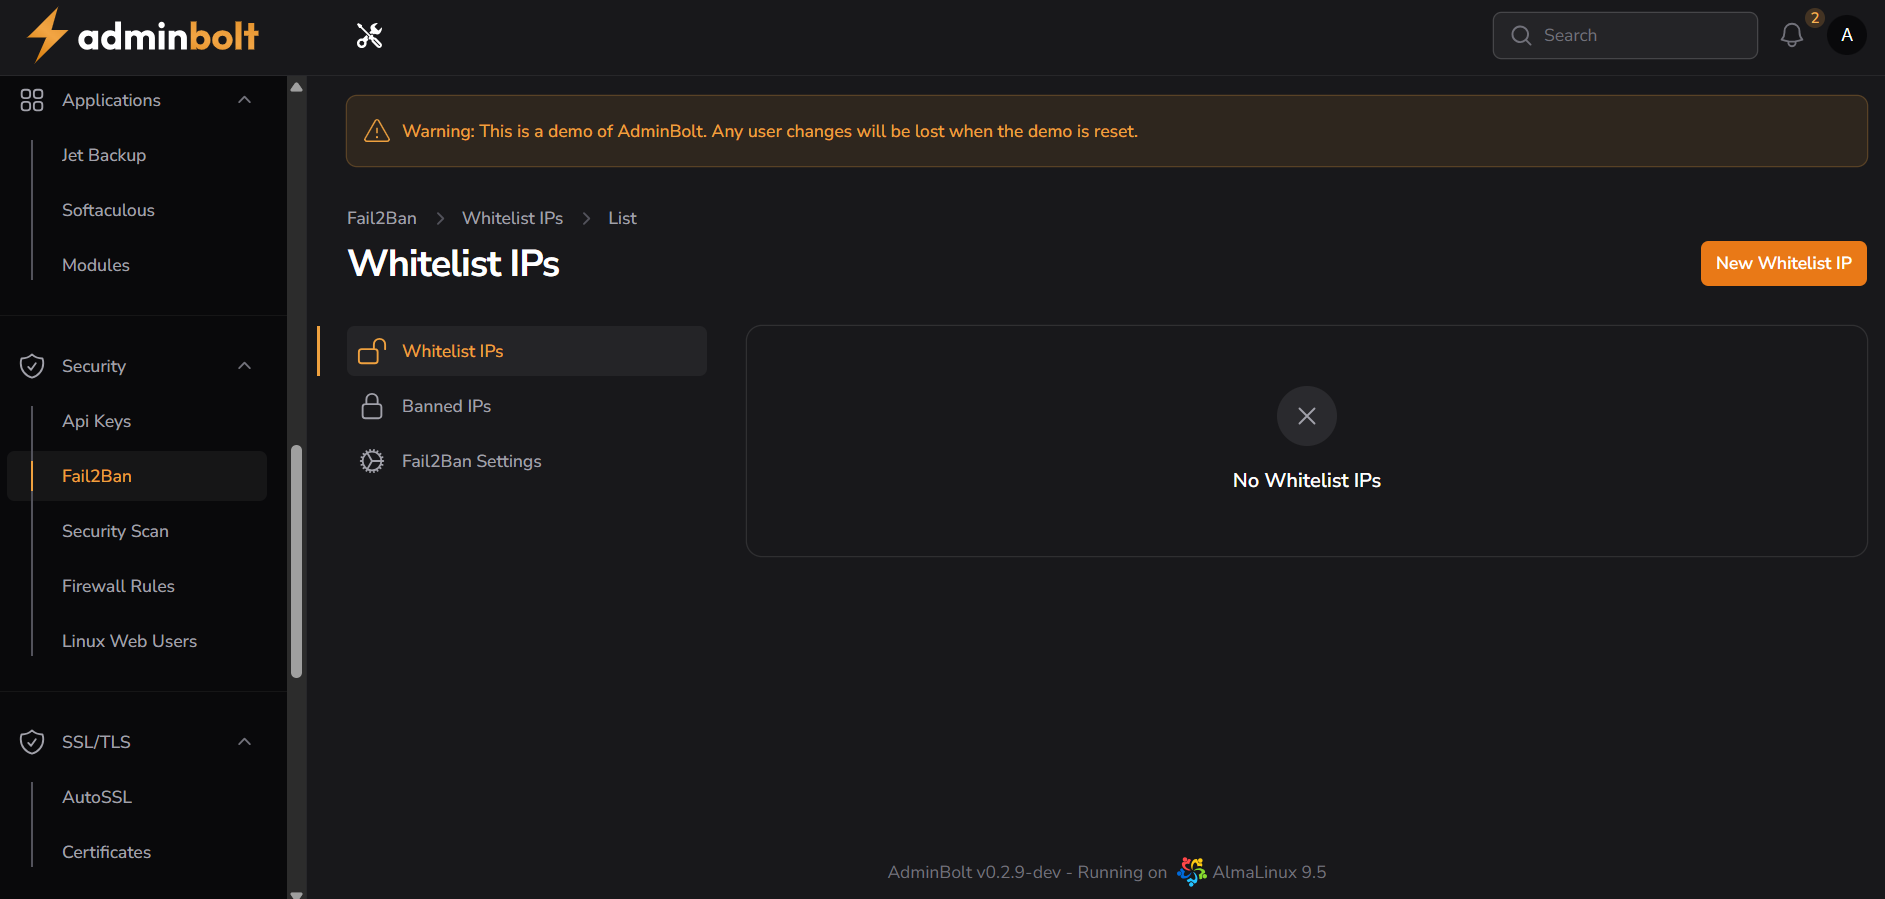 adminbolt
Search
2
A
Applications
Jet Backup
Softaculous
Modules
Security
Api Keys
Fail2Ban
Security Scan
Firewall Rules
Linux Web Users
SSL/TLS
AutoSSL
Certificates
Warning: This is a demo of AdminBolt. Any user changes will be lost when the demo is reset.
Fail2Ban > Whitelist IPs > List
Whitelist IPs
New Whitelist IP
Whitelist IPs
Banned IPs
Fail2Ban Settings
No Whitelist IPs
AdminBolt v0.2.9-dev - Running on AlmaLinux 9.5